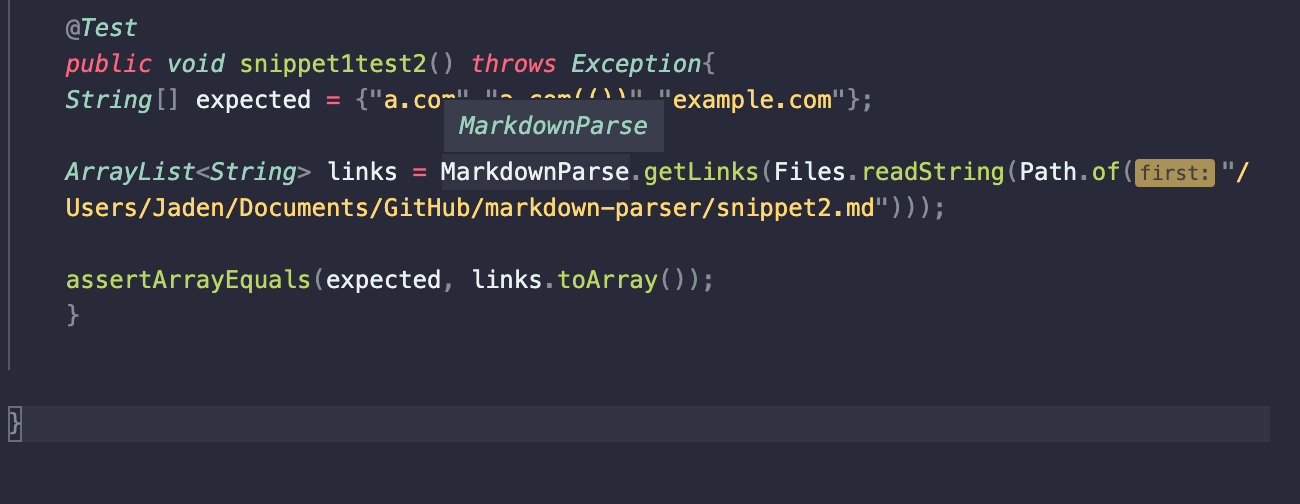 @Test
public void snippet1test2() throws Exception{
String[] expected = {"a.com" "a.com(())" "example.com"};
MarkdownParse
ArrayList<String> links = MarkdownParse.getLinks(Files.readString(Path.of(first:"/
Users/Jaden/Documents/GitHub/markdown-parser/snippet2.md")));
assertArrayEquals(expected, links.toArray());
}
}